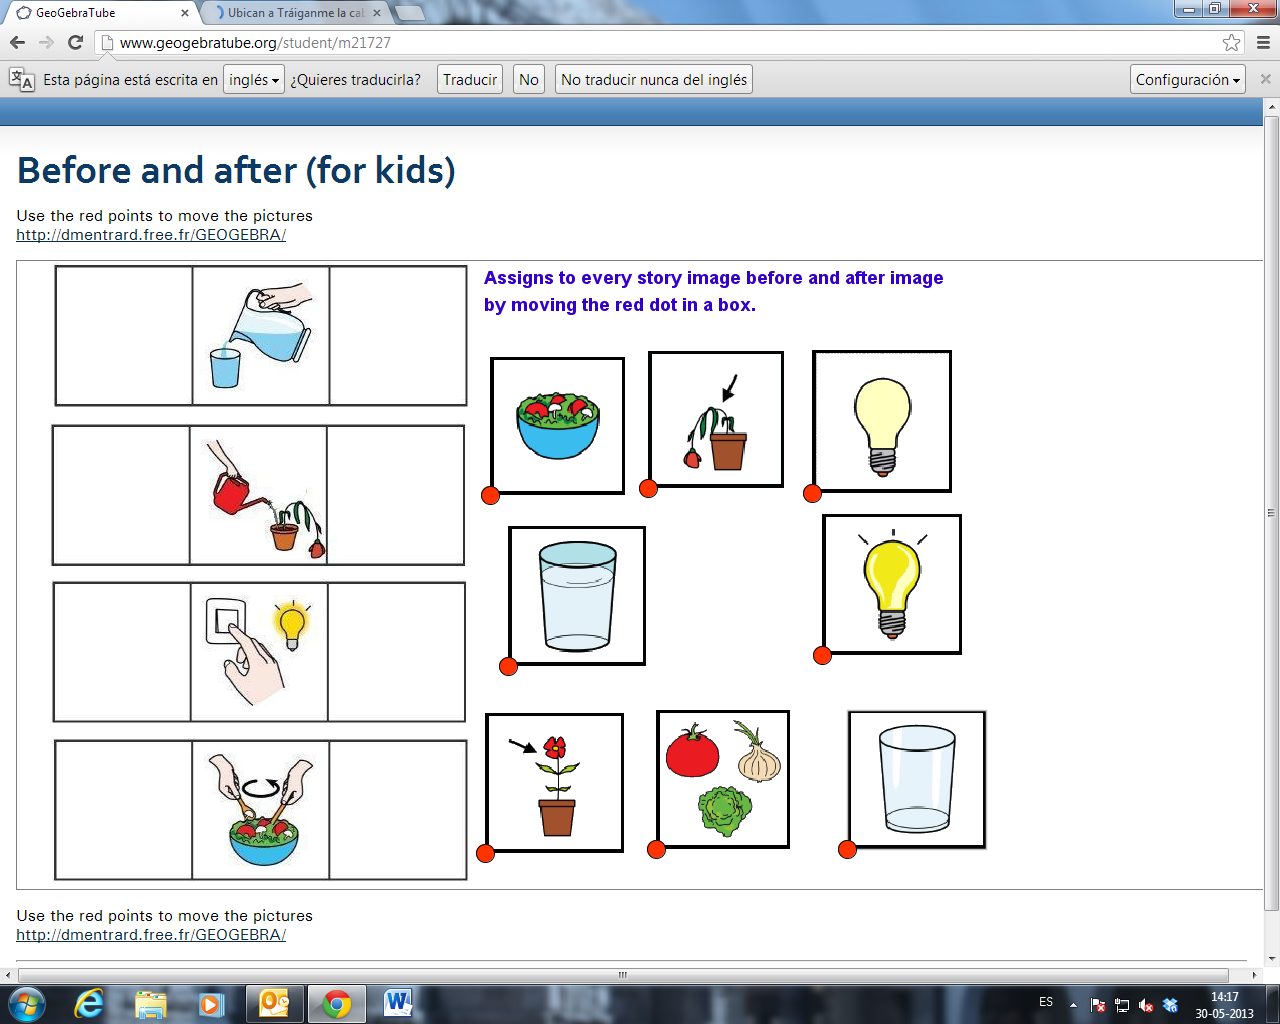 GeoGebraTube
Ubican a Tráiganme la cal
www.geogebratube.org/student/m21727
Esta página está escrita en inglés ¿Quieres traducirla? Traducir No No traducir nunca del inglés Configuración
Before and after (for kids)
Use the red points to move the pictures
http://dmentrard.free.fr/GEOGEBRA/
Assigns to every story image before and after image
by moving the red dot in a box.
Use the red points to move the pictures
http://dmentrard.free.fr/GEOGEBRA/
ES
14:17
30-05-2013